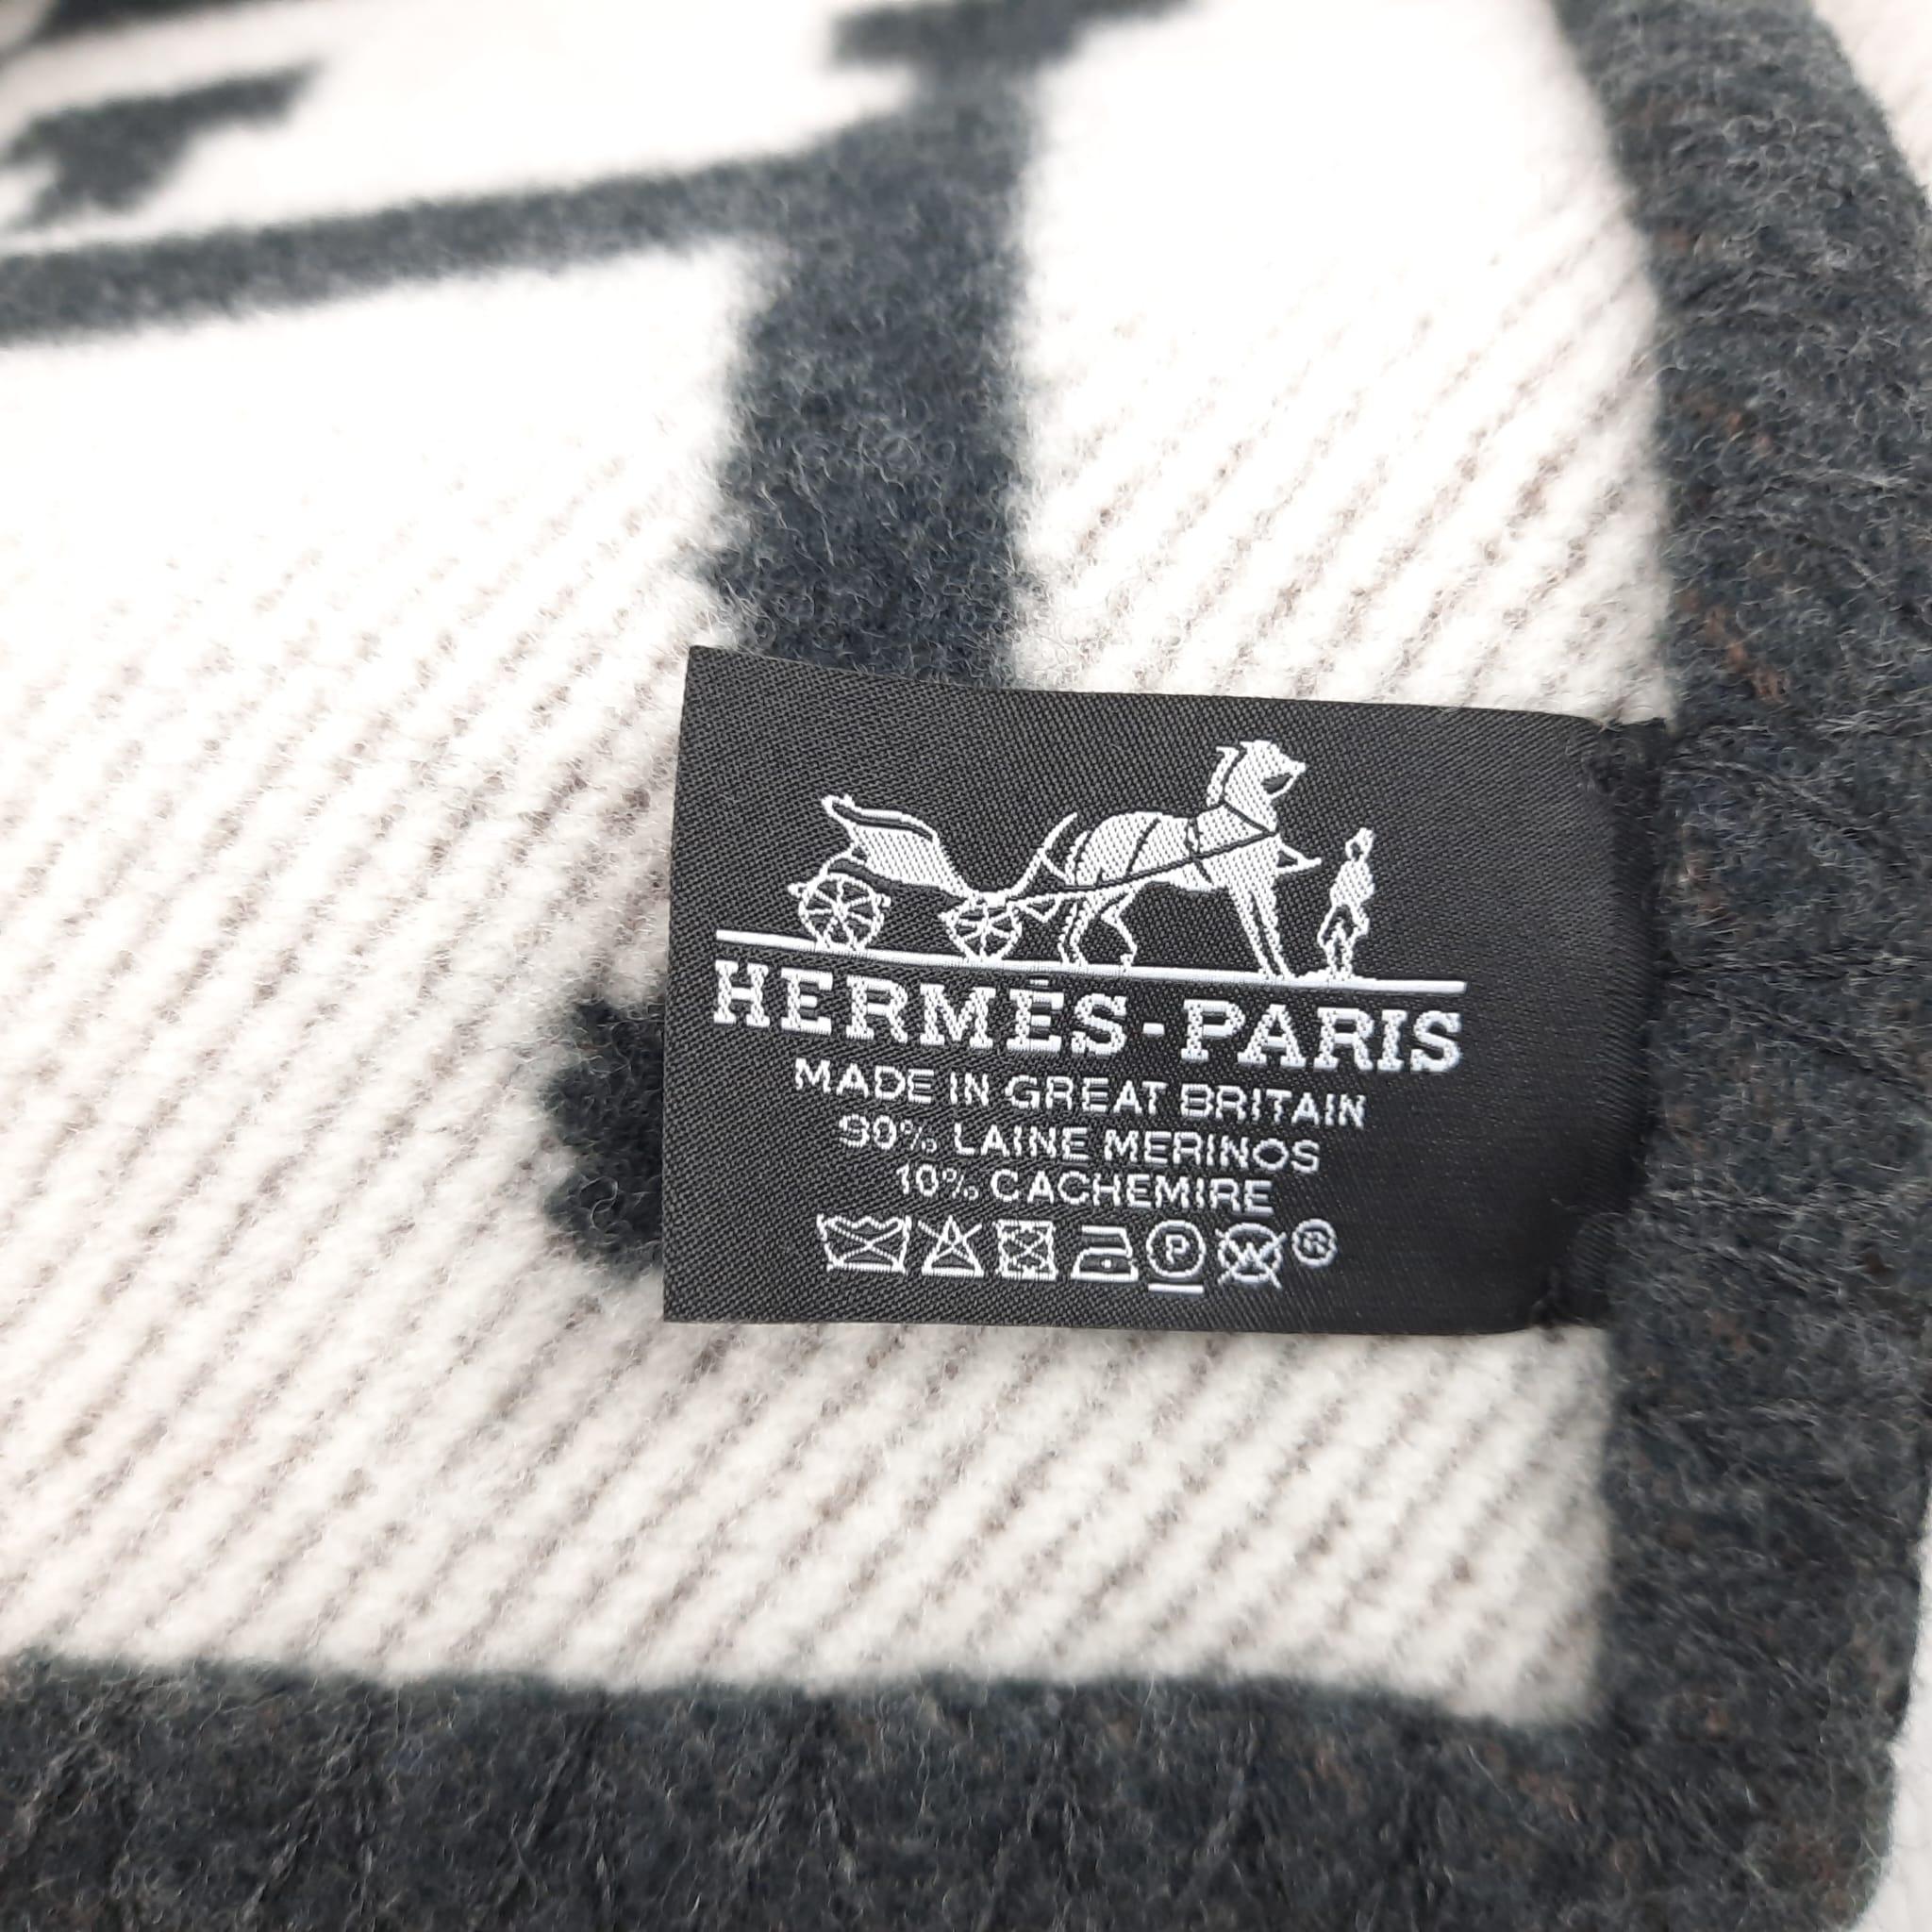 HERMÈS-PARIS
MADE IN GREAT BRITAIN
90% LAINE MERINOS
10% CACHEMIRE
P W ®